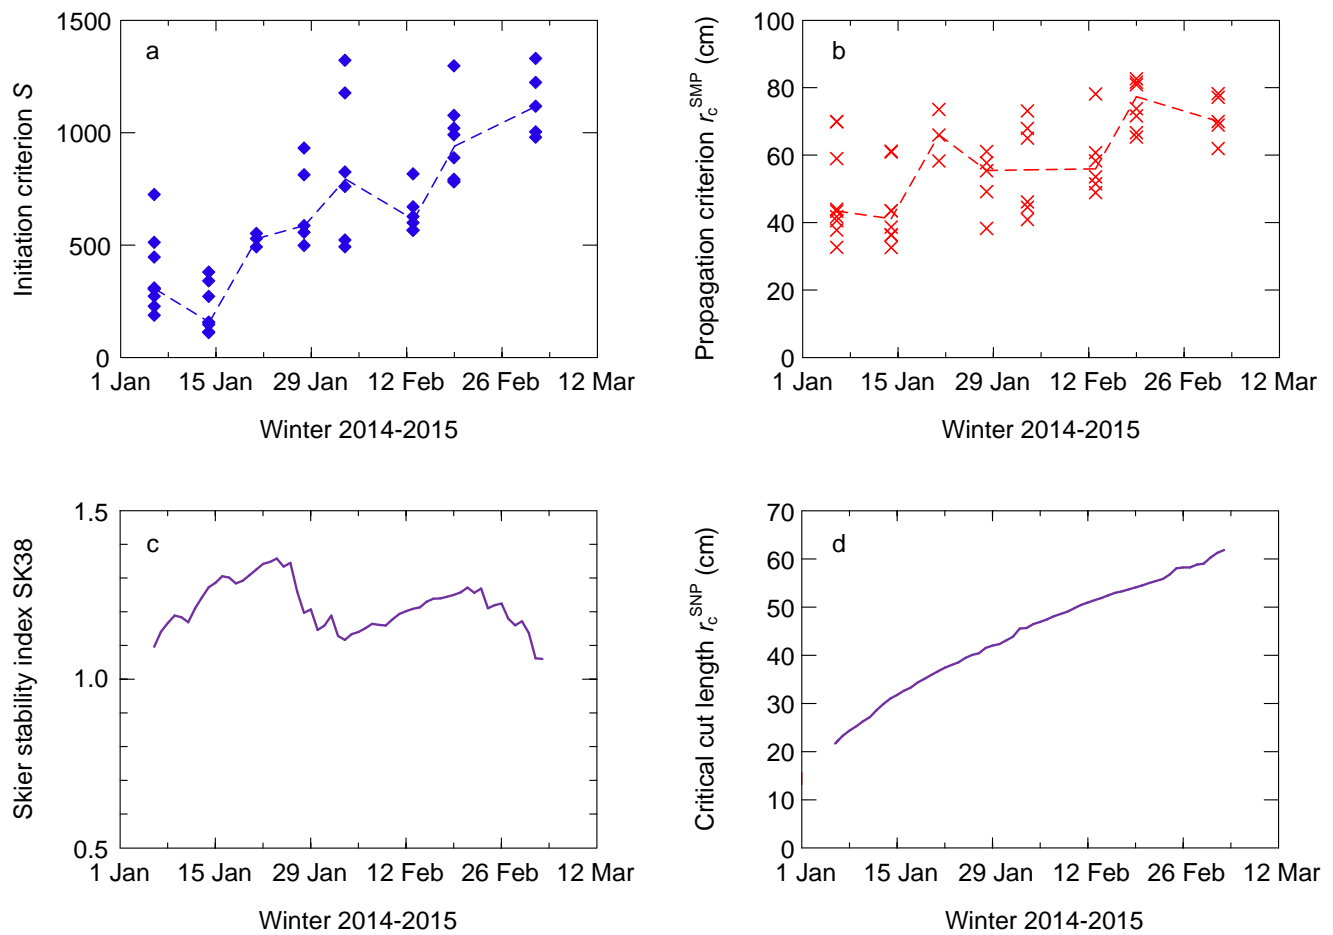 a
Initiation criterion S
1500
1000
500
0
1 Jan 15 Jan 29 Jan 12 Feb 26 Feb 12 Mar
Winter 2014-2015
b
Propagation criterion r_c^SMP (cm)
100
80
60
40
20
0
1 Jan 15 Jan 29 Jan 12 Feb 26 Feb 12 Mar
Winter 2014-2015
c
Skier stability index SK38
1.5
1.0
0.5
1 Jan 15 Jan 29 Jan 12 Feb 26 Feb 12 Mar
Winter 2014-2015
d
Critical cut length r_c^SNP (cm)
70
60
50
40
30
20
10
0
1 Jan 15 Jan 29 Jan 12 Feb 26 Feb 12 Mar
Winter 2014-2015